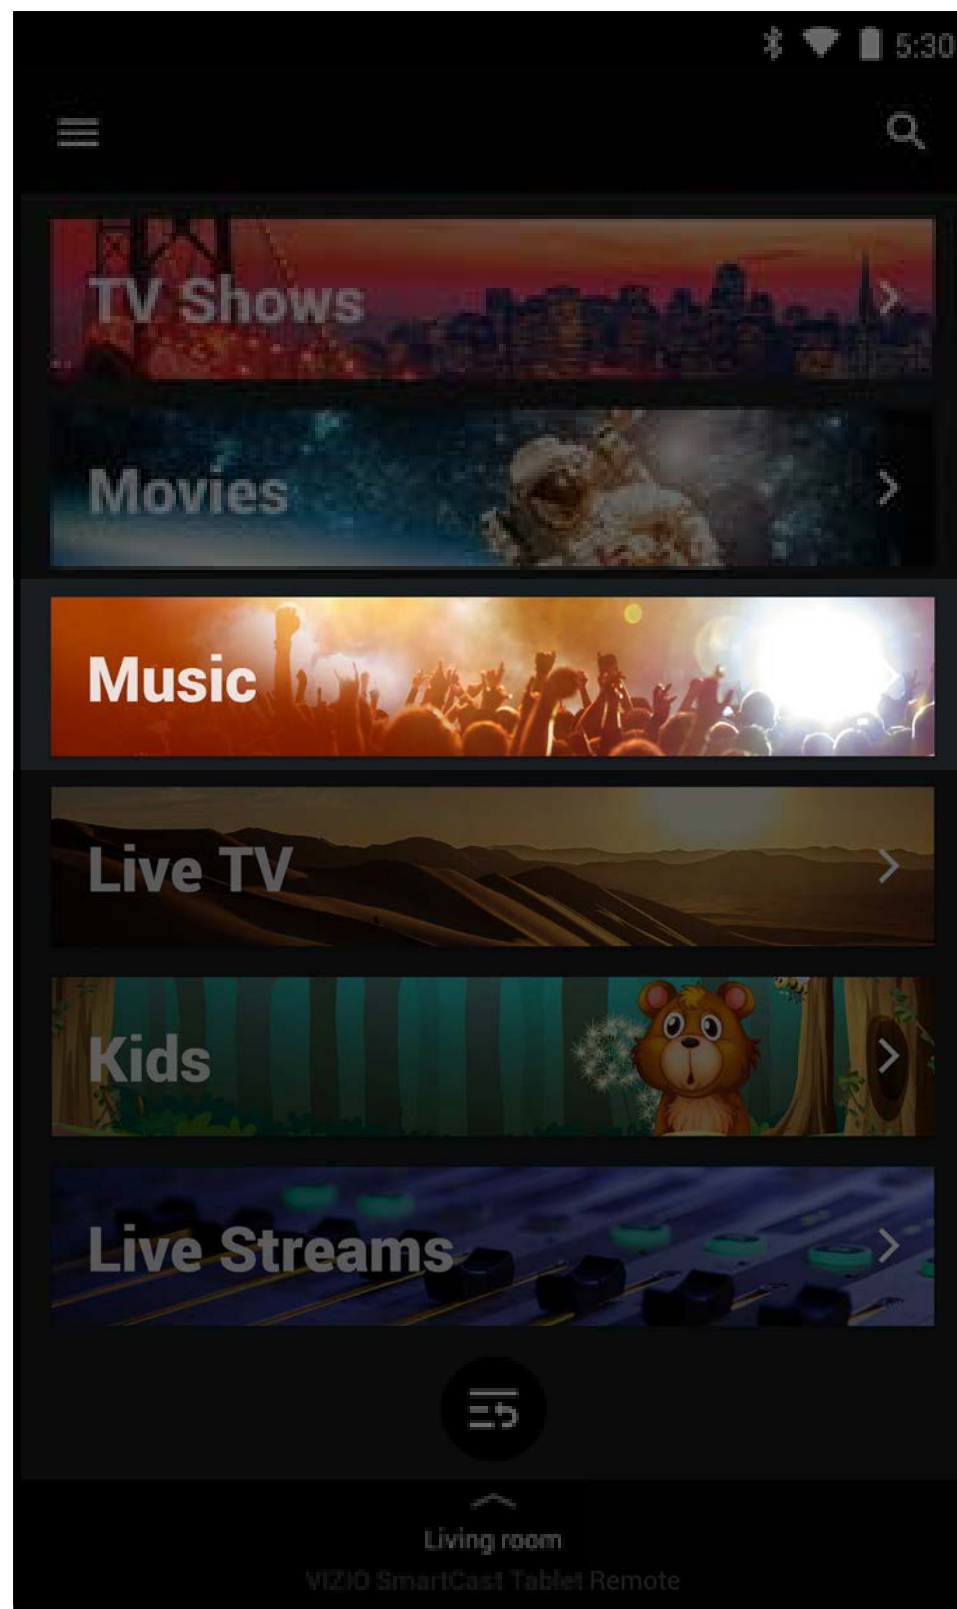 5:30
TV Shows
Movies
Music
Live TV
Kids
Live Streams
Living room
VIZIO SmartCast Tablet Remote